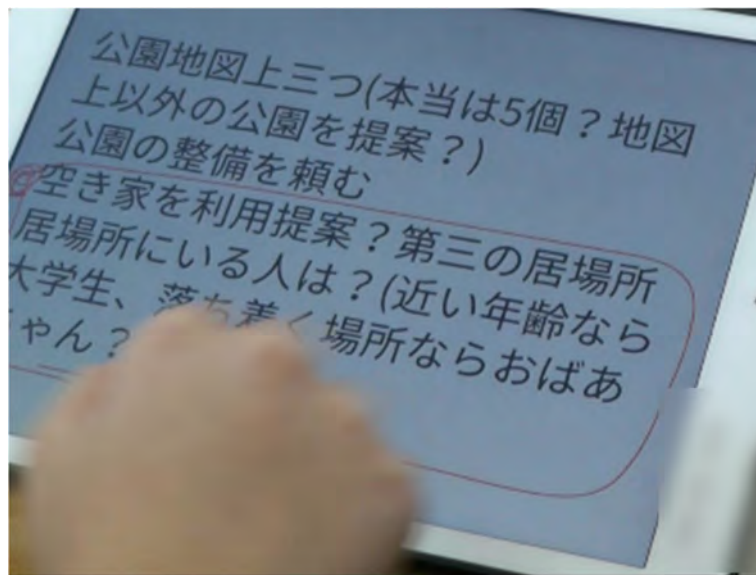 公園地図上三つ(本当は5個？地図
上以外の公園を提案？)
公園の整備を頼む
空き家を利用提案？第三の居場所
居場所にいる人は？(近い年齢なら
大学生、落ち着く場所ならおばあ
ちゃん？